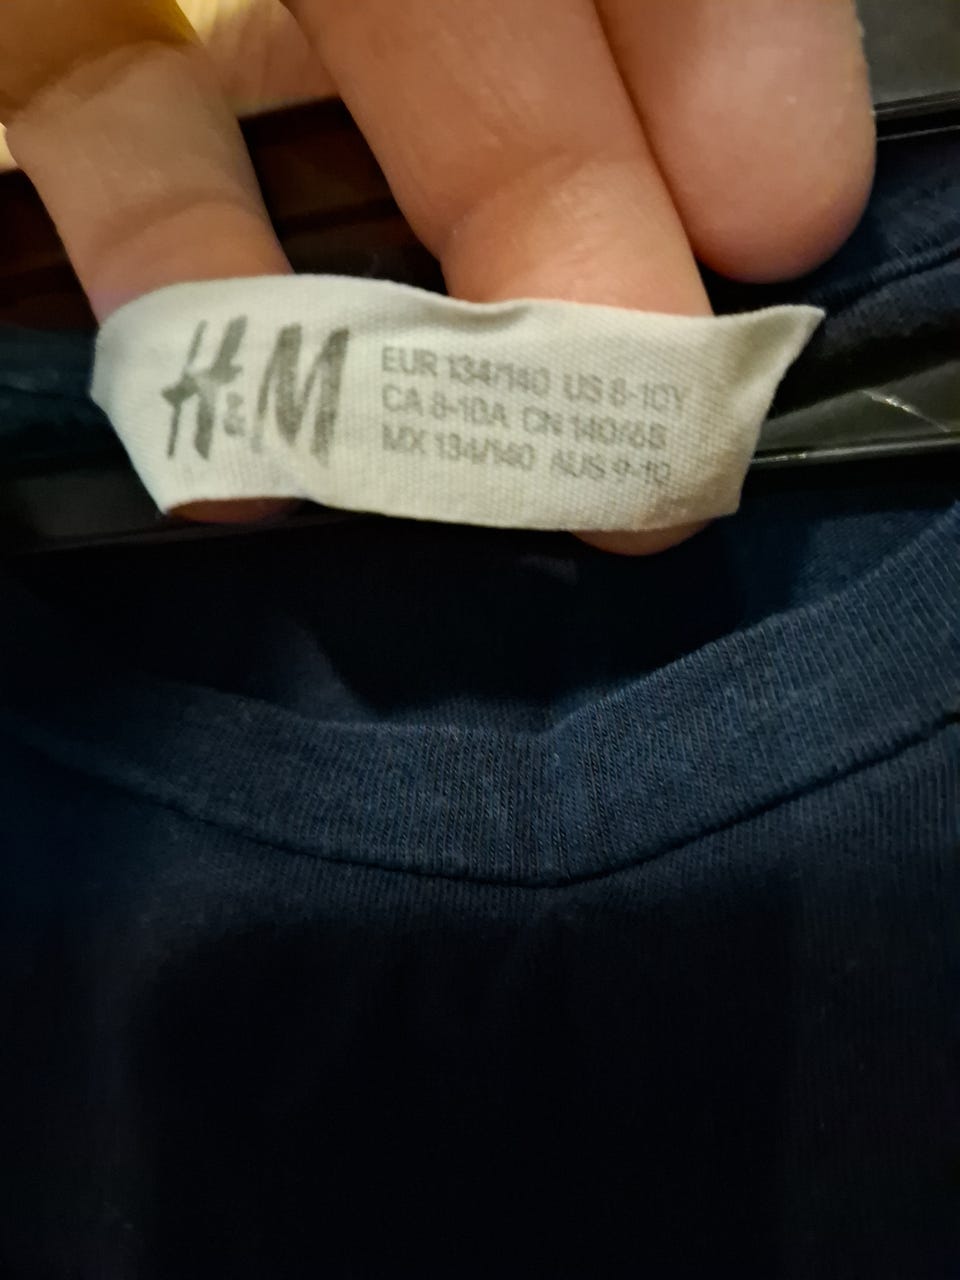 H&M
EUR 134/140 US 8-10Y
CA 8-10A CN 140/68
MX 134/140 AUS 9-10